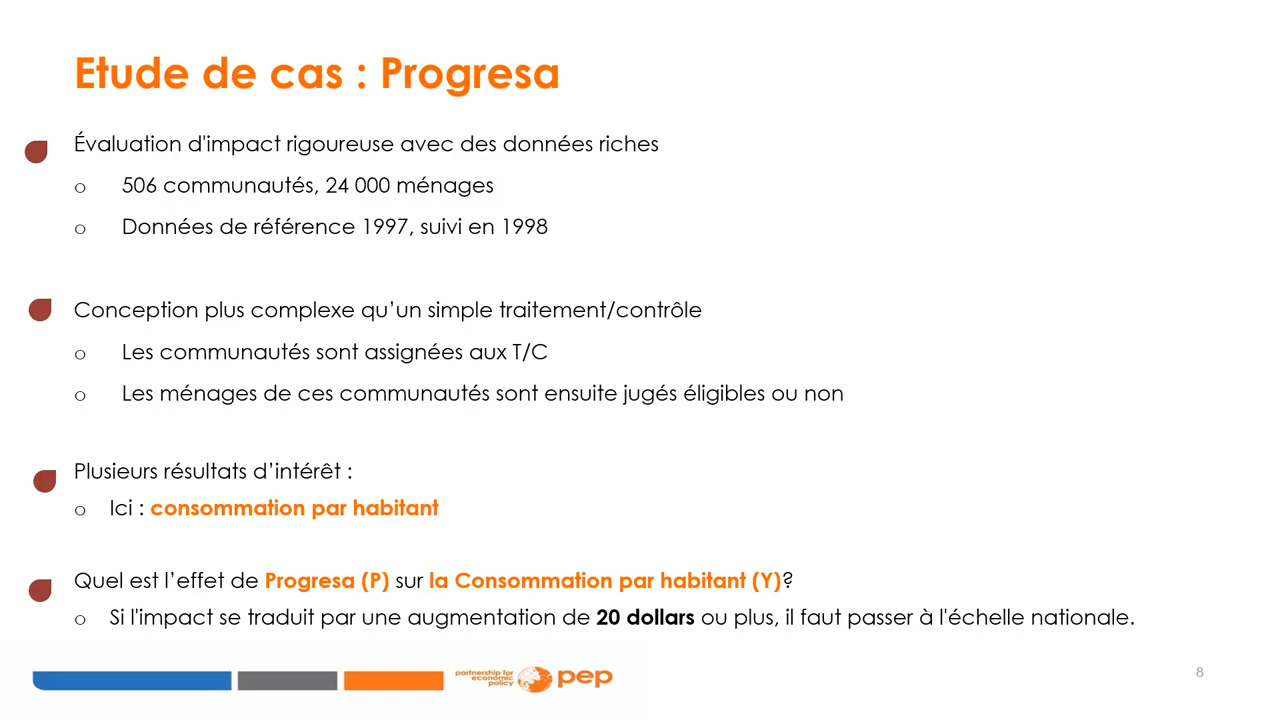 Etude de cas : Progresa
Évaluation d'impact rigoureuse avec des données riches
o 506 communautés, 24 000 ménages
o Données de référence 1997, suivi en 1998
Conception plus complexe qu’un simple traitement/contrôle
o Les communautés sont assignées aux T/C
o Les ménages de ces communautés sont ensuite jugés éligibles ou non
Plusieurs résultats d’intérêt :
o Ici : consommation par habitant
Quel est l’effet de Progresa (P) sur la Consommation par habitant (Y)?
o Si l'impact se traduit par une augmentation de 20 dollars ou plus, il faut passer à l'échelle nationale.
partnership for
economic
policy
pep
8